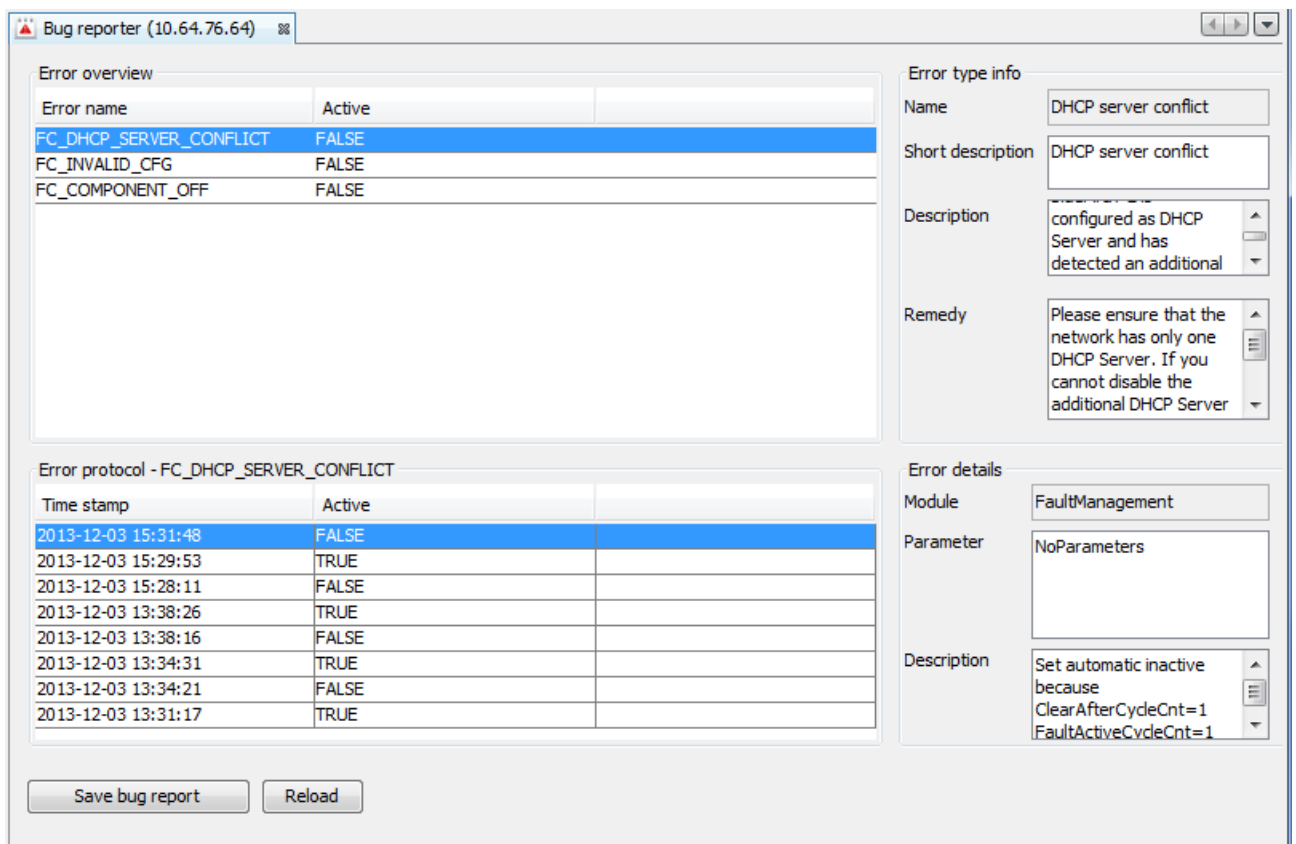 Bug reporter (10.64.76.64)
Error overview
Error name Active
FC_DHCP_SERVER_CONFLICT FALSE
FC_INVALID_CFG FALSE
FC_COMPONENT_OFF FALSE
Error type info
Name DHCP server conflict
Short description DHCP server conflict
Description
configured as DHCP
Server and has
detected an additional
Remedy Please ensure that the
network has only one
DHCP Server. If you
cannot disable the
additional DHCP Server
Error protocol - FC_DHCP_SERVER_CONFLICT
Time stamp Active
2013-12-03 15:31:48 FALSE
2013-12-03 15:29:53 TRUE
2013-12-03 15:28:11 FALSE
2013-12-03 13:38:26 TRUE
2013-12-03 13:38:16 FALSE
2013-12-03 13:34:31 TRUE
2013-12-03 13:34:21 FALSE
2013-12-03 13:31:17 TRUE
Error details
Module FaultManagement
Parameter NoParameters
Description Set automatic inactive
because
ClearAfterCycleCnt=1
FaultActiveCycleCnt=1
Save bug report Reload